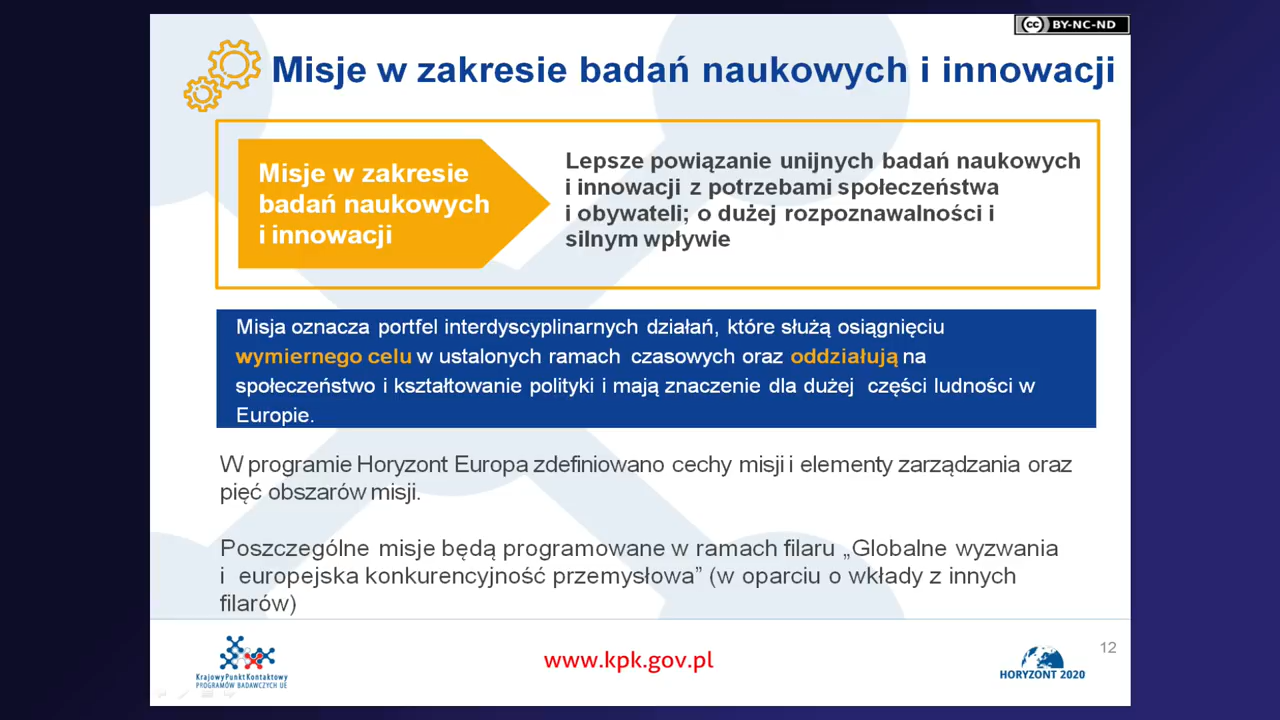 BY-NC-ND
Misje w zakresie badań naukowych i innowacji
Misje w zakresie
badań naukowych
i innowacji
Lepsze powiązanie unijnych badań naukowych
i innowacji z potrzebami społeczeństwa
i obywateli; o dużej rozpoznawalności i
silnym wpływie
Misja oznacza portfel interdyscyplinarnych działań, które służą osiągnięciu
wymiernego celu w ustalonych ramach czasowych oraz oddziałują na
społeczeństwo i kształtowanie polityki i mają znaczenie dla dużej części ludności w
Europie.
W programie Horyzont Europa zdefiniowano cechy misji i elementy zarządzania oraz
pięć obszarów misji.
Poszczególne misje będą programowane w ramach filaru „Globalne wyzwania
i europejska konkurencyjność przemysłowa” (w oparciu o wkłady z innych
filarów)
Krajowy Punkt Kontaktowy
PROGRAMÓW BADAWCZYCH UE
www.kpk.gov.pl
HORYZONT 2020
12